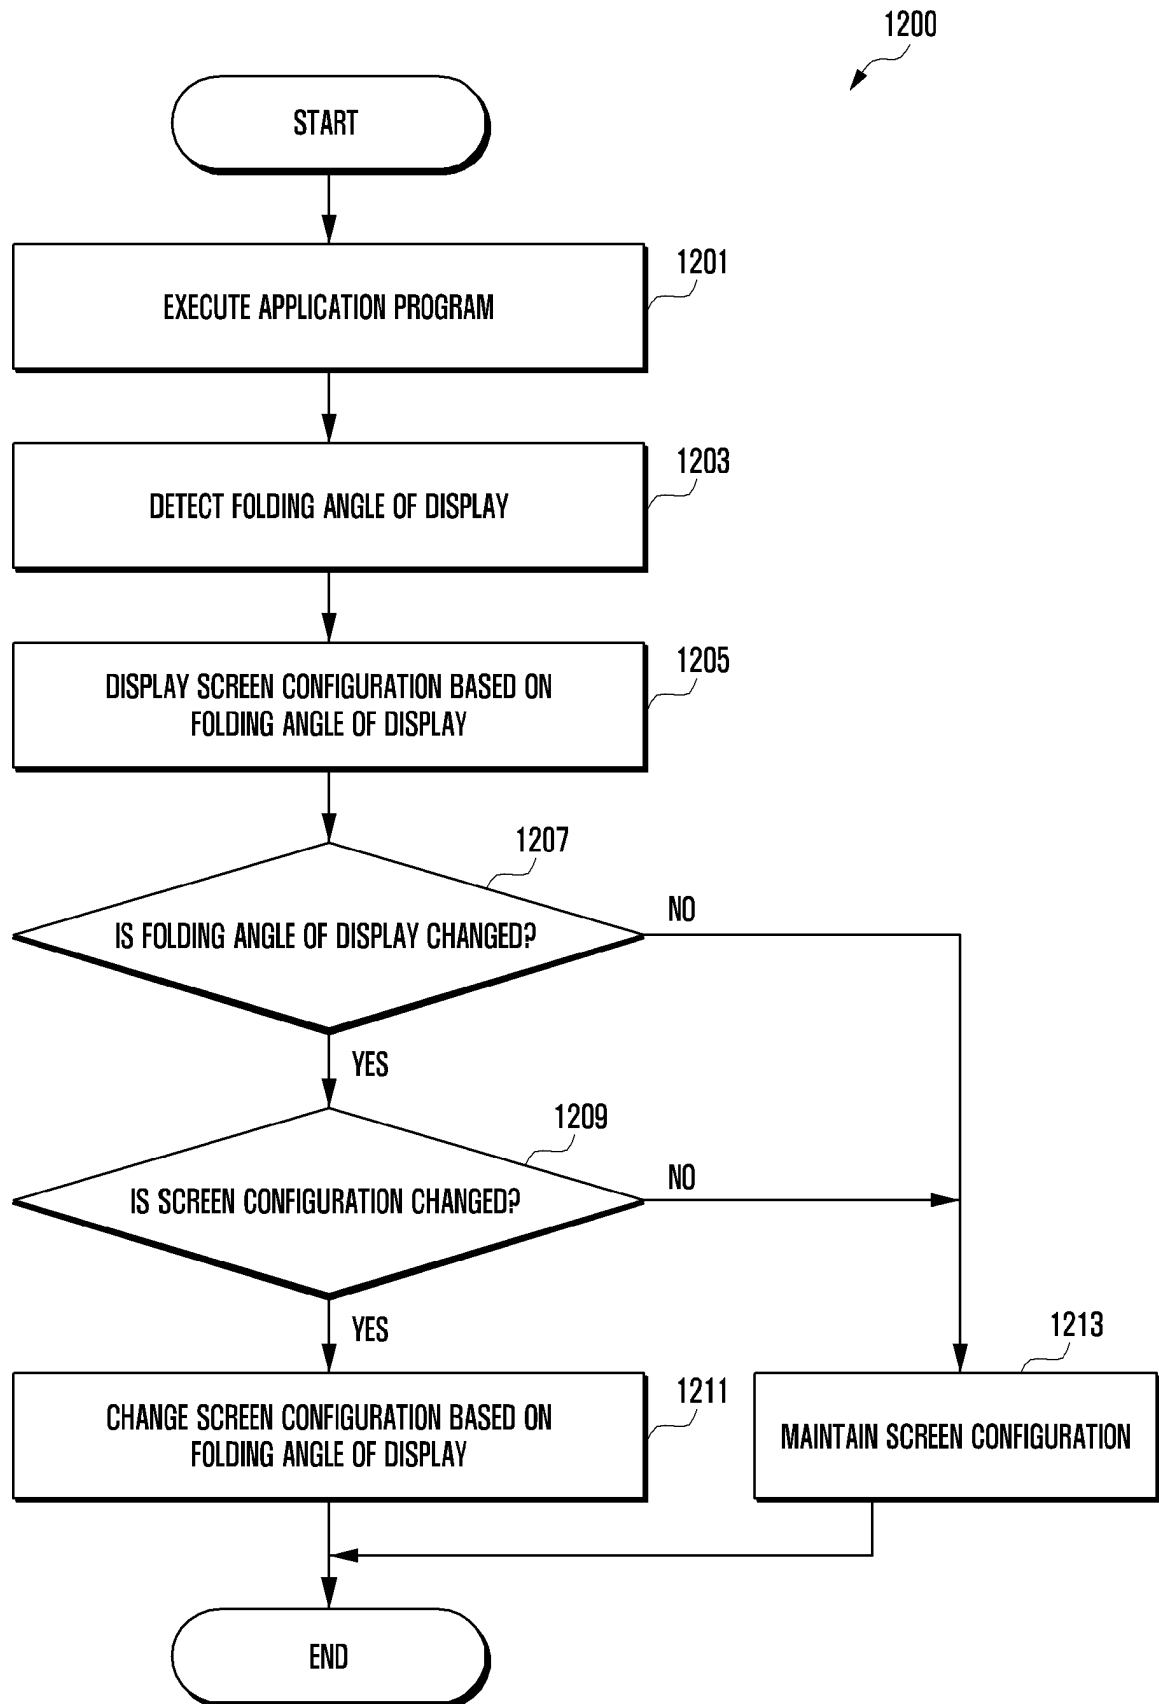 1200
START
1201
EXECUTE APPLICATION PROGRAM
1203
DETECT FOLDING ANGLE OF DISPLAY
1205
DISPLAY SCREEN CONFIGURATION BASED ON
FOLDING ANGLE OF DISPLAY
1207
IS FOLDING ANGLE OF DISPLAY CHANGED?
NO
YES
1209
IS SCREEN CONFIGURATION CHANGED?
NO
YES
1211
CHANGE SCREEN CONFIGURATION BASED ON
FOLDING ANGLE OF DISPLAY
1213
MAINTAIN SCREEN CONFIGURATION
END